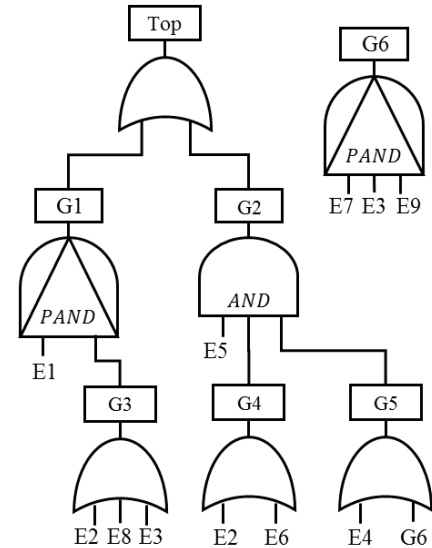 Top
G6
PAND
E7 E3 E9
G1
G2
PAND
AND
E1
E5
G3
G4
G5
E2 E8 E3
E2 E6
E4 G6